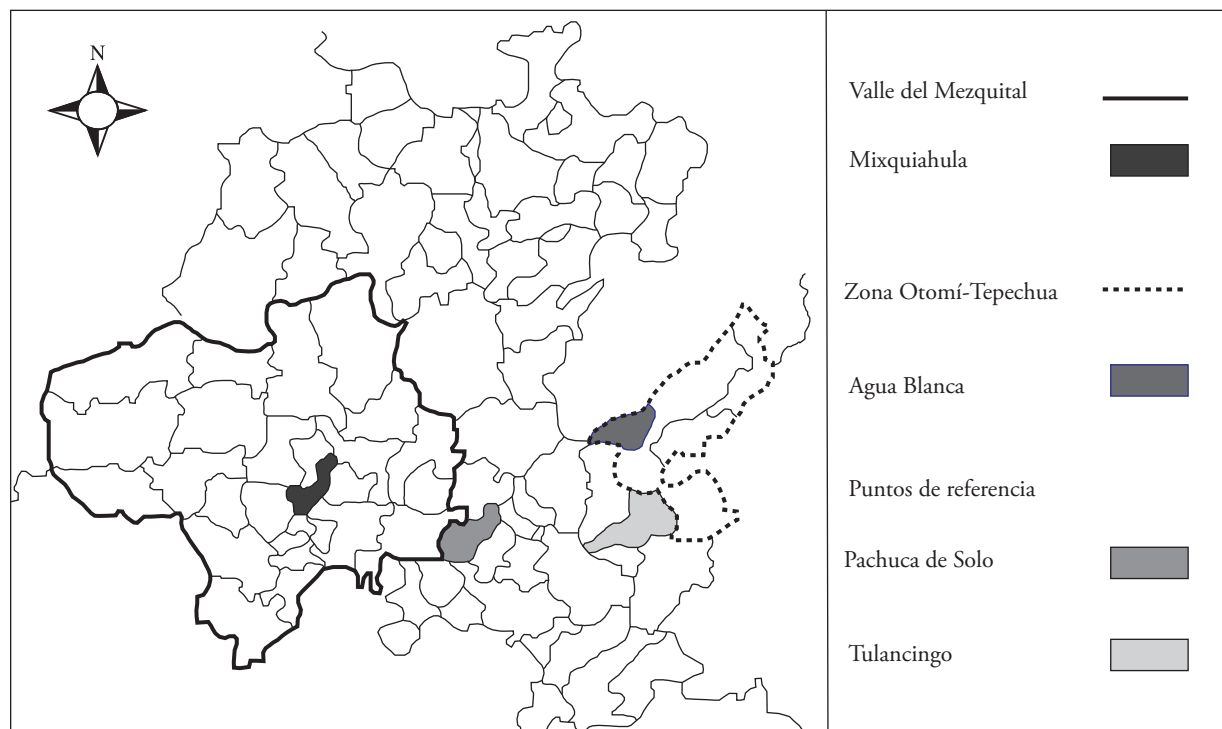 N
Valle del Mezquital
Mixquiahula
Zona Otomí-Tepechua
Agua Blanca
Puntos de referencia
Pachuca de Solo
Tulancingo